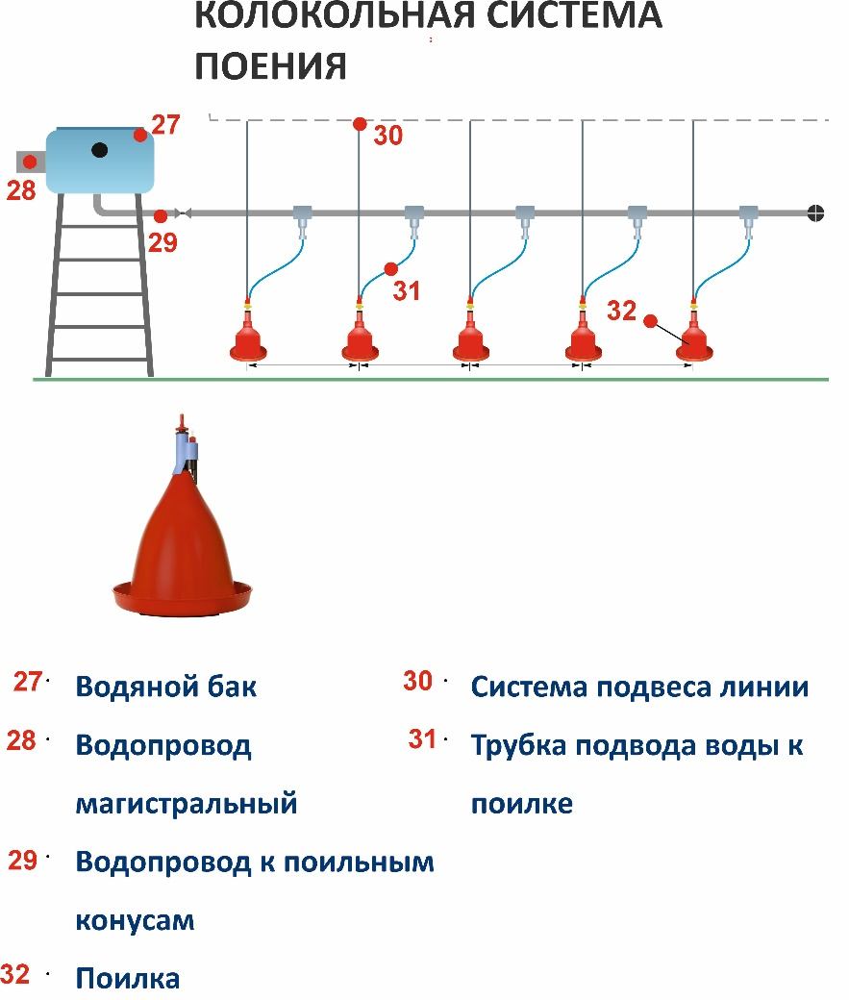 КОЛОКОЛЬНАЯ СИСТЕМА
ПОЕНИЯ
27
28
29
30
31
32
27 · Водяной бак
28 · Водопровод
магистральный
29 · Водопровод к поильным
конусам
32 · Поилка
30 · Система подвеса линии
31 · Трубка подвода воды к
поилке